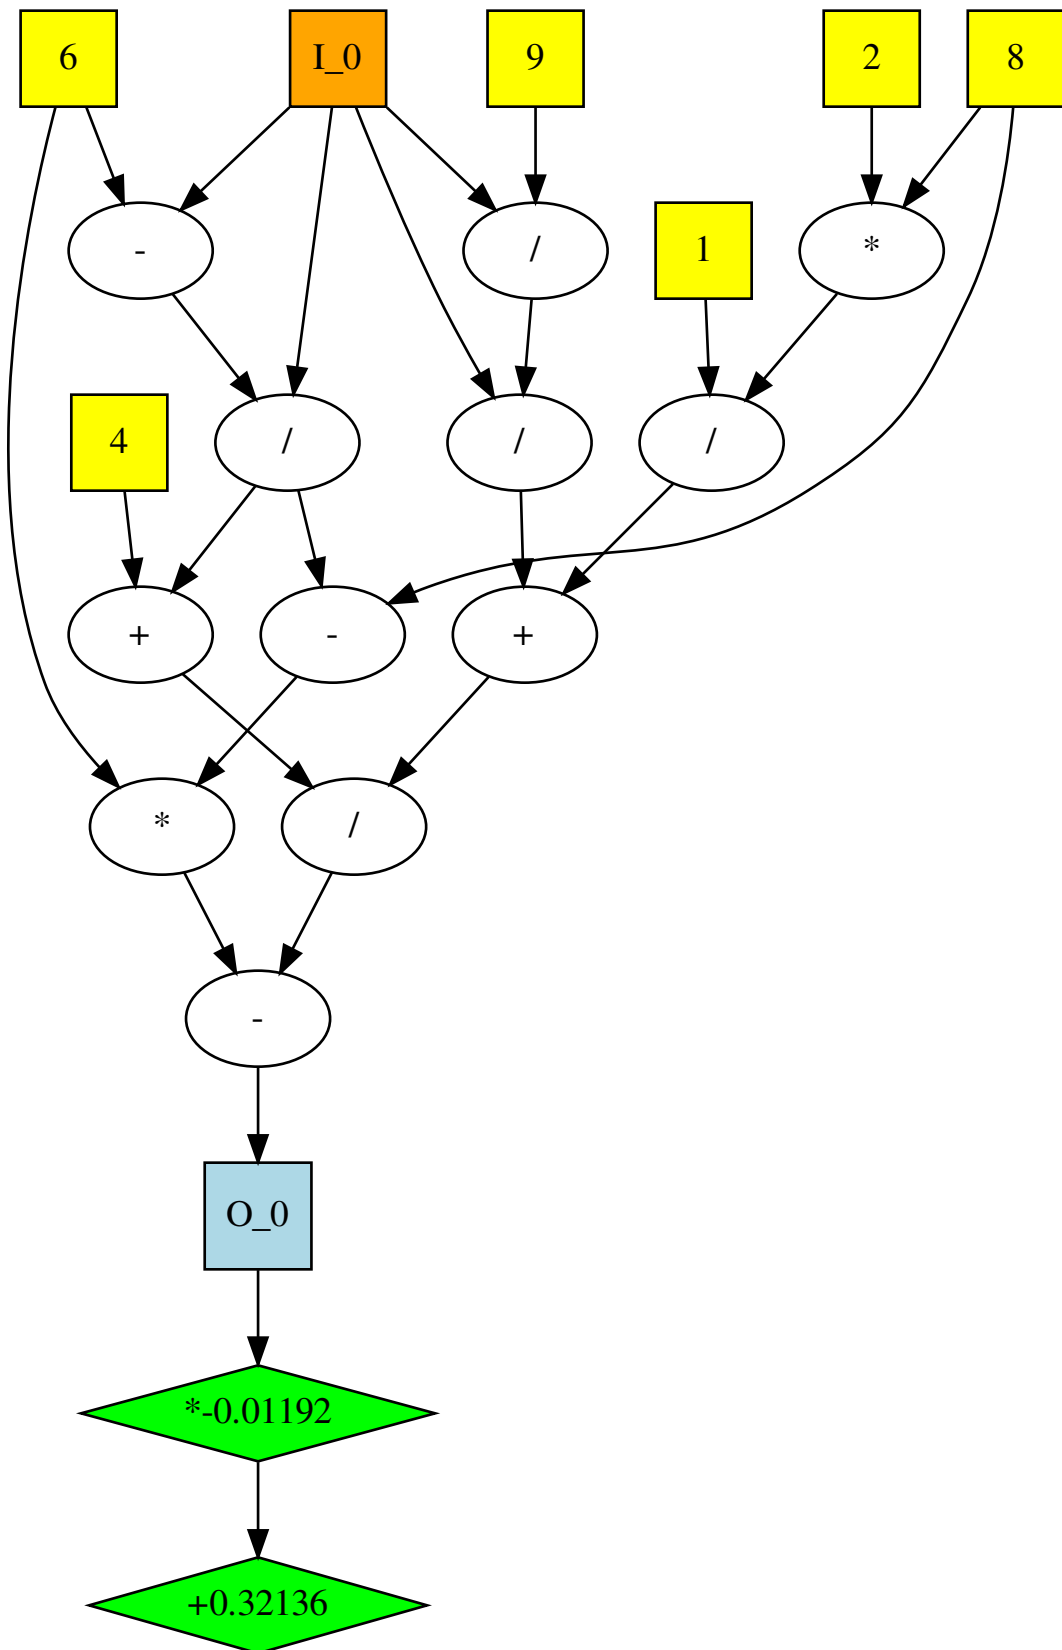 6 I_0 9 2 8
- / 1 *
4 / / /
+ - +
* /
-
O_0
*-0.01192
+0.32136